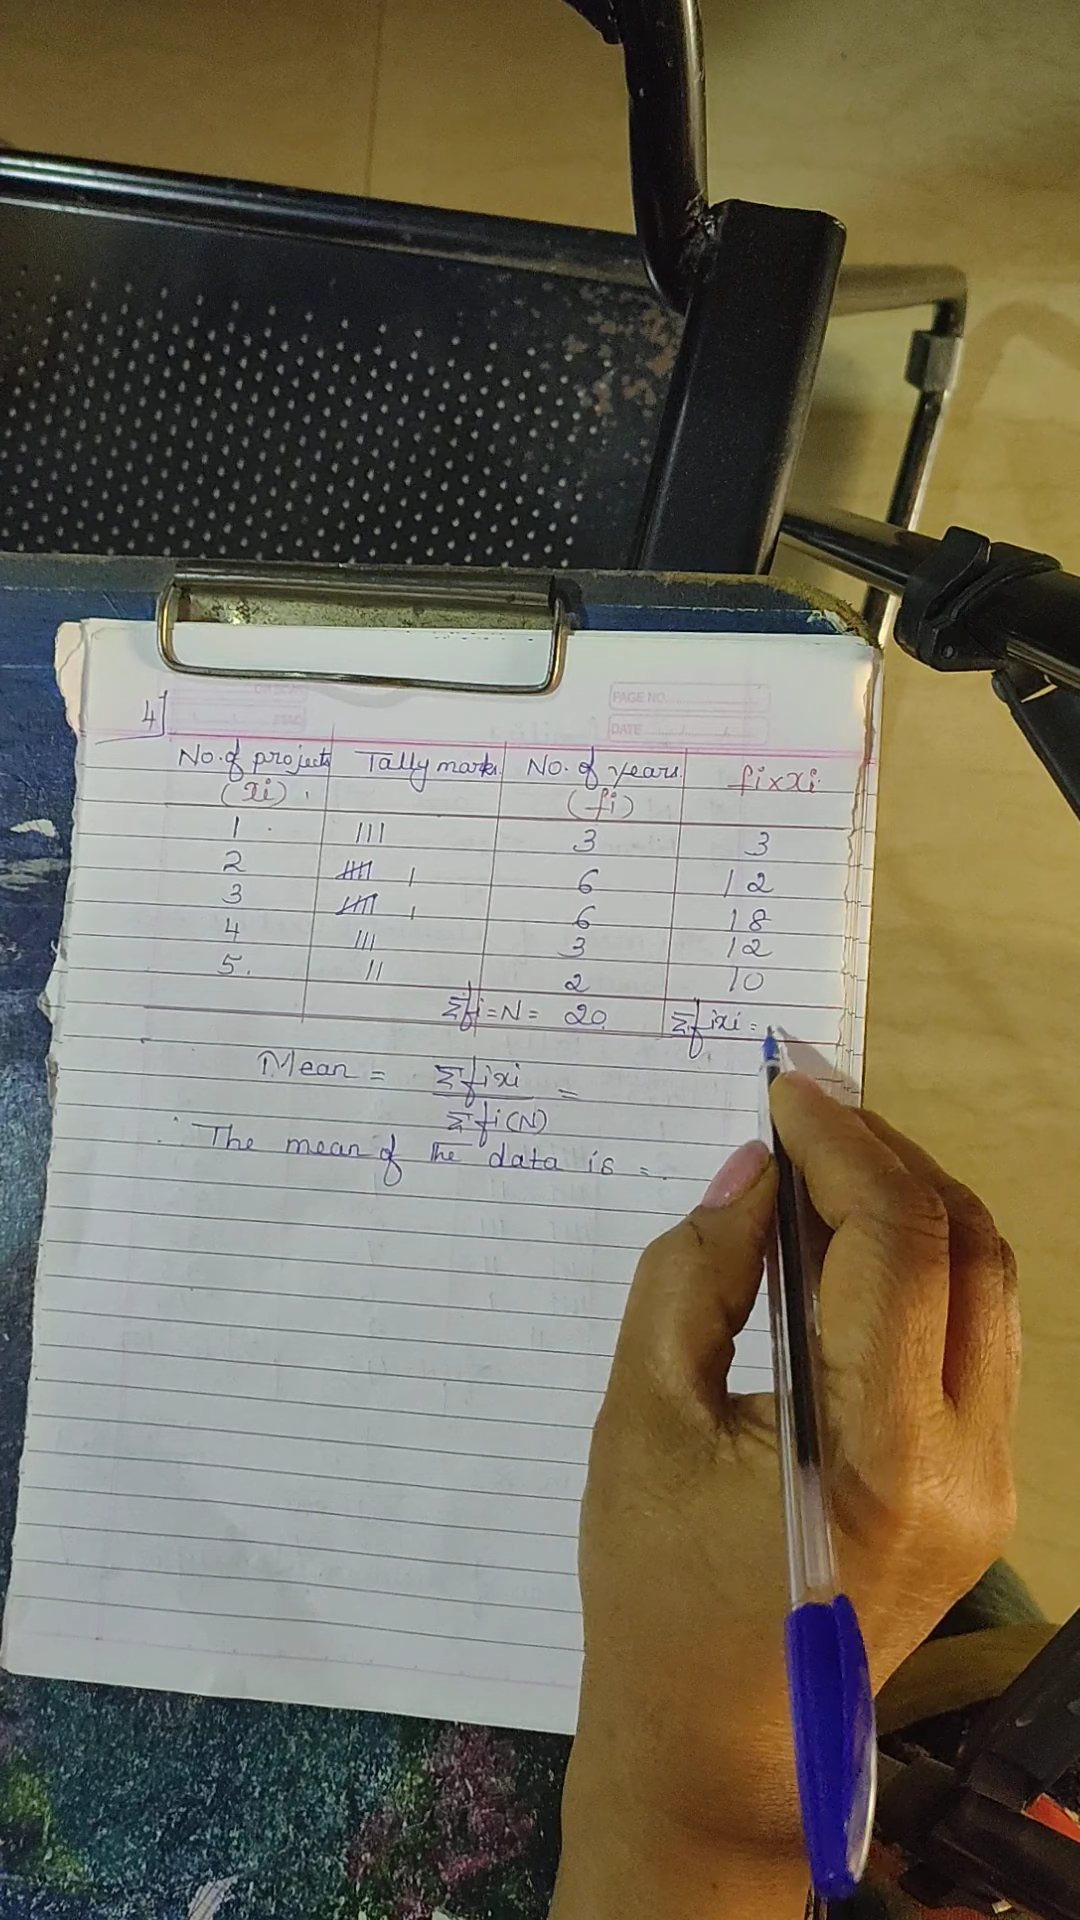 PAGE NO.
DATE
4]
No. of projects Tally marks No. of years fi×xi
(xi) (fi)
1 ||| 3 3
2 卌 | 6 12
3 卌 | 6 18
4 ||| 3 12
5. || 2 10
Σfi = N = 20 Σfixi =
Mean = Σfixi =
Σfi(N)
The mean of the data is =